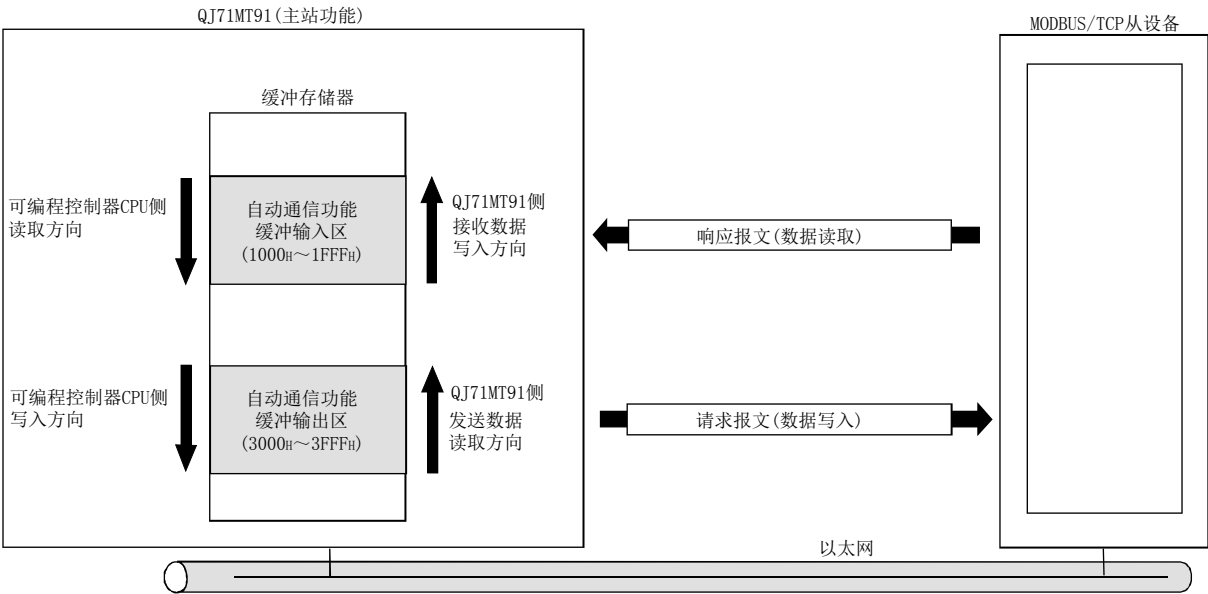 QJ71MT91(主站功能)
MODBUS/TCP从设备
缓冲存储器
可编程控制器CPU侧
读取方向
自动通信功能
缓冲输入区
(1000H～1FFFH)
QJ71MT91侧
接收数据
写入方向
响应报文(数据读取)
可编程控制器CPU侧
写入方向
自动通信功能
缓冲输出区
(3000H～3FFFH)
QJ71MT91侧
发送数据
读取方向
请求报文(数据写入)
以太网